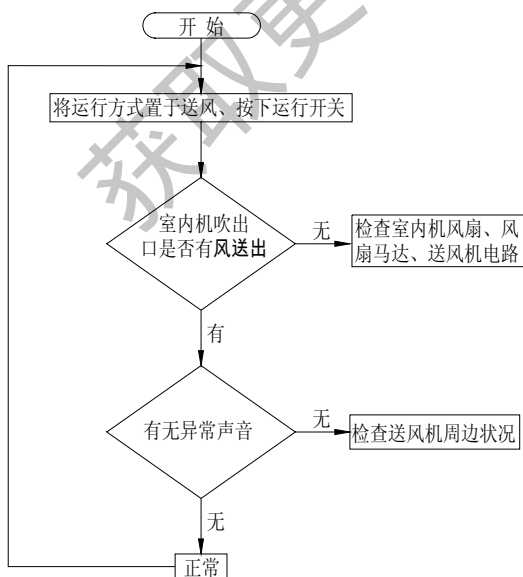 开 始
将运行方式置于送风、按下运行开关
室内机吹出
口是否有风送出
无
检查室内机风扇、风
扇马达、送风机电路
有
有无异常声音
无
检查送风机周边状况
无
正常
获取更